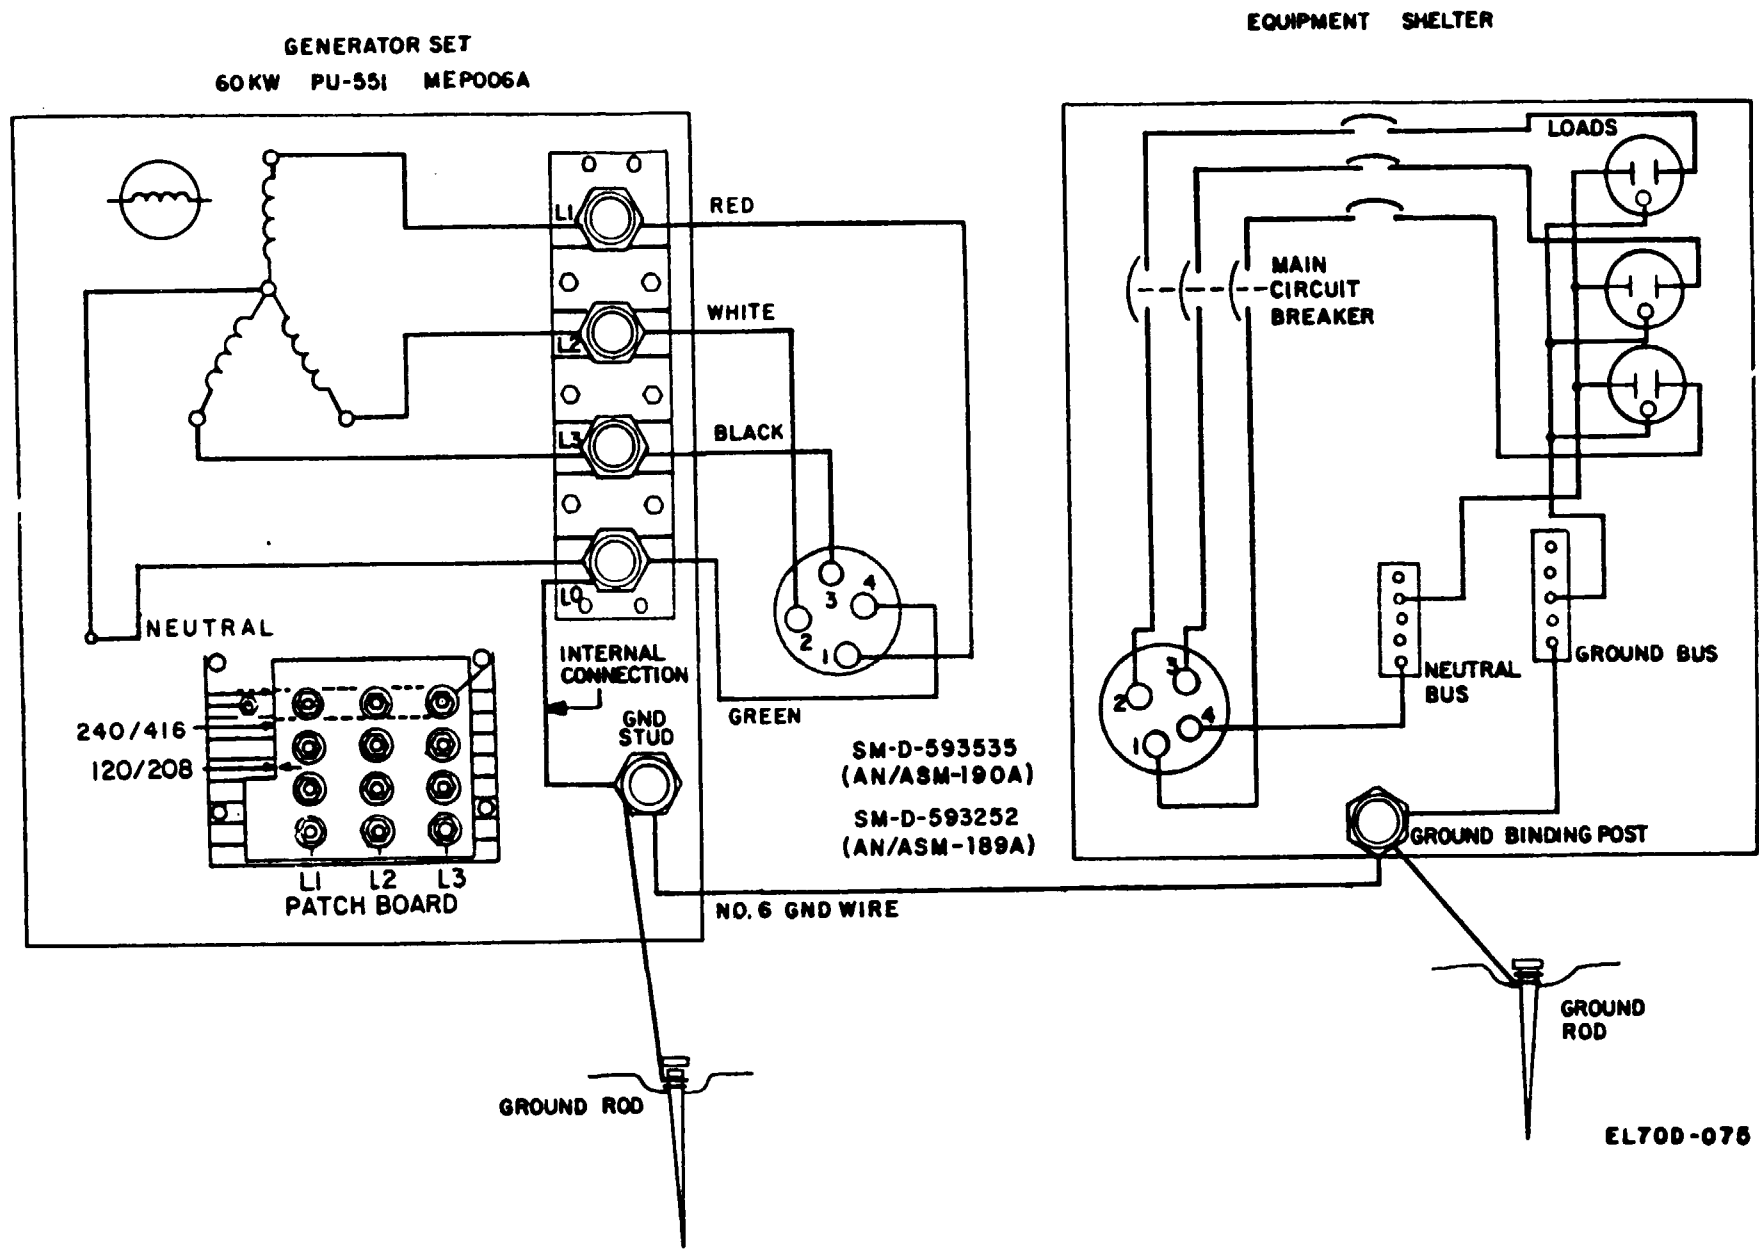 EQUIPMENT SHELTER
GENERATOR SET
60KW PU-551 MEP006A
LOADS
L1
RED
MAIN
CIRCUIT
BREAKER
L2
WHITE
L3
BLACK
L0
3
4
2
1
NEUTRAL
INTERNAL
CONNECTION
GREEN
GND
STUD
240/416
120/208
L1 L2 L3
PATCH BOARD
SM-D-593535
(AN/ASM-190A)
SM-D-593252
(AN/ASM-189A)
3
2
4
1
NEUTRAL
BUS
GROUND BUS
GROUND BINDING POST
NO. 6 GND WIRE
GROUND
ROD
GROUND ROD
EL70D-075